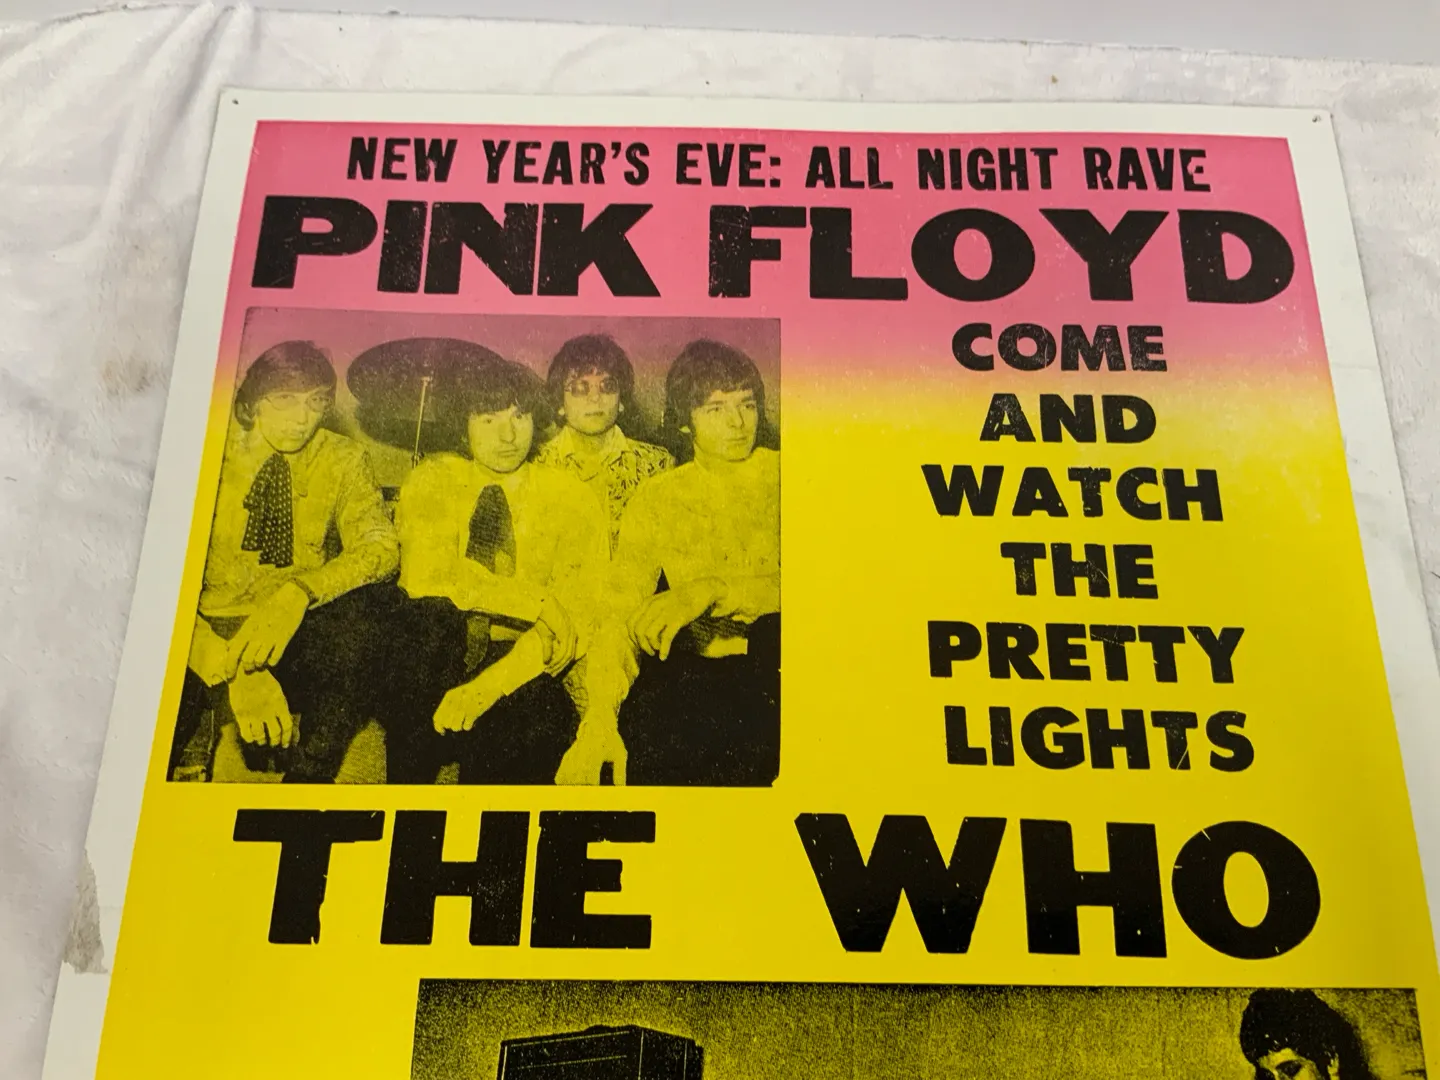 NEW YEAR'S EVE: ALL NIGHT RAVE
PINK FLOYD
COME
AND
WATCH
THE
PRETTY
LIGHTS
THE WHO